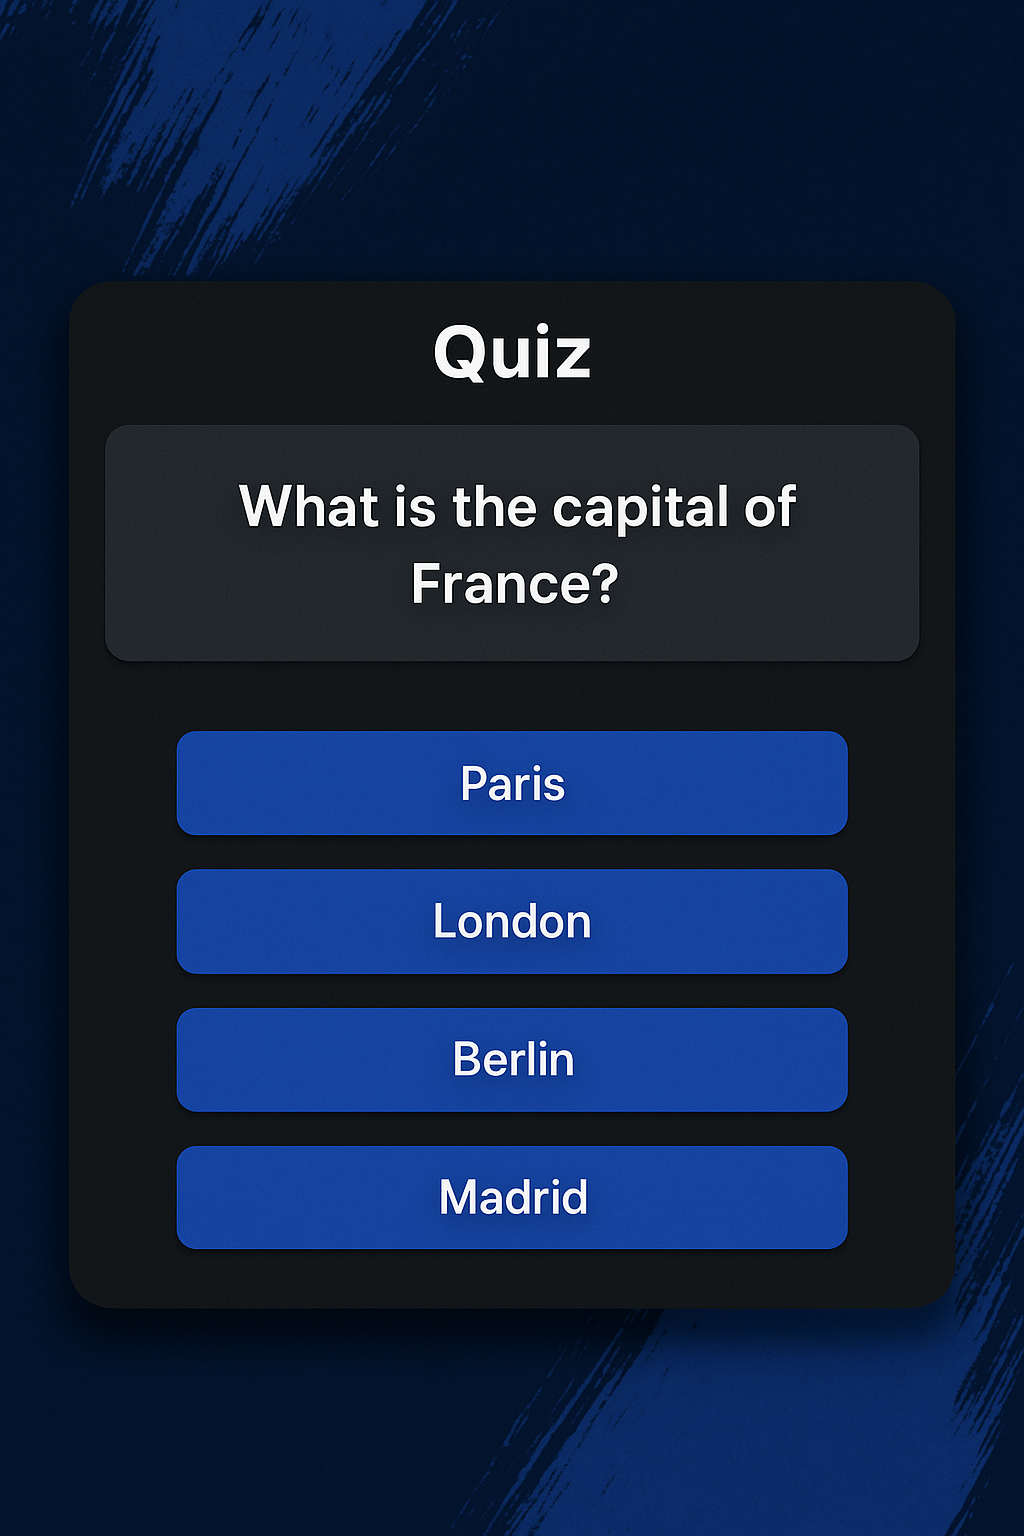 Quiz
What is the capital of
France?
Paris
London
Berlin
Madrid